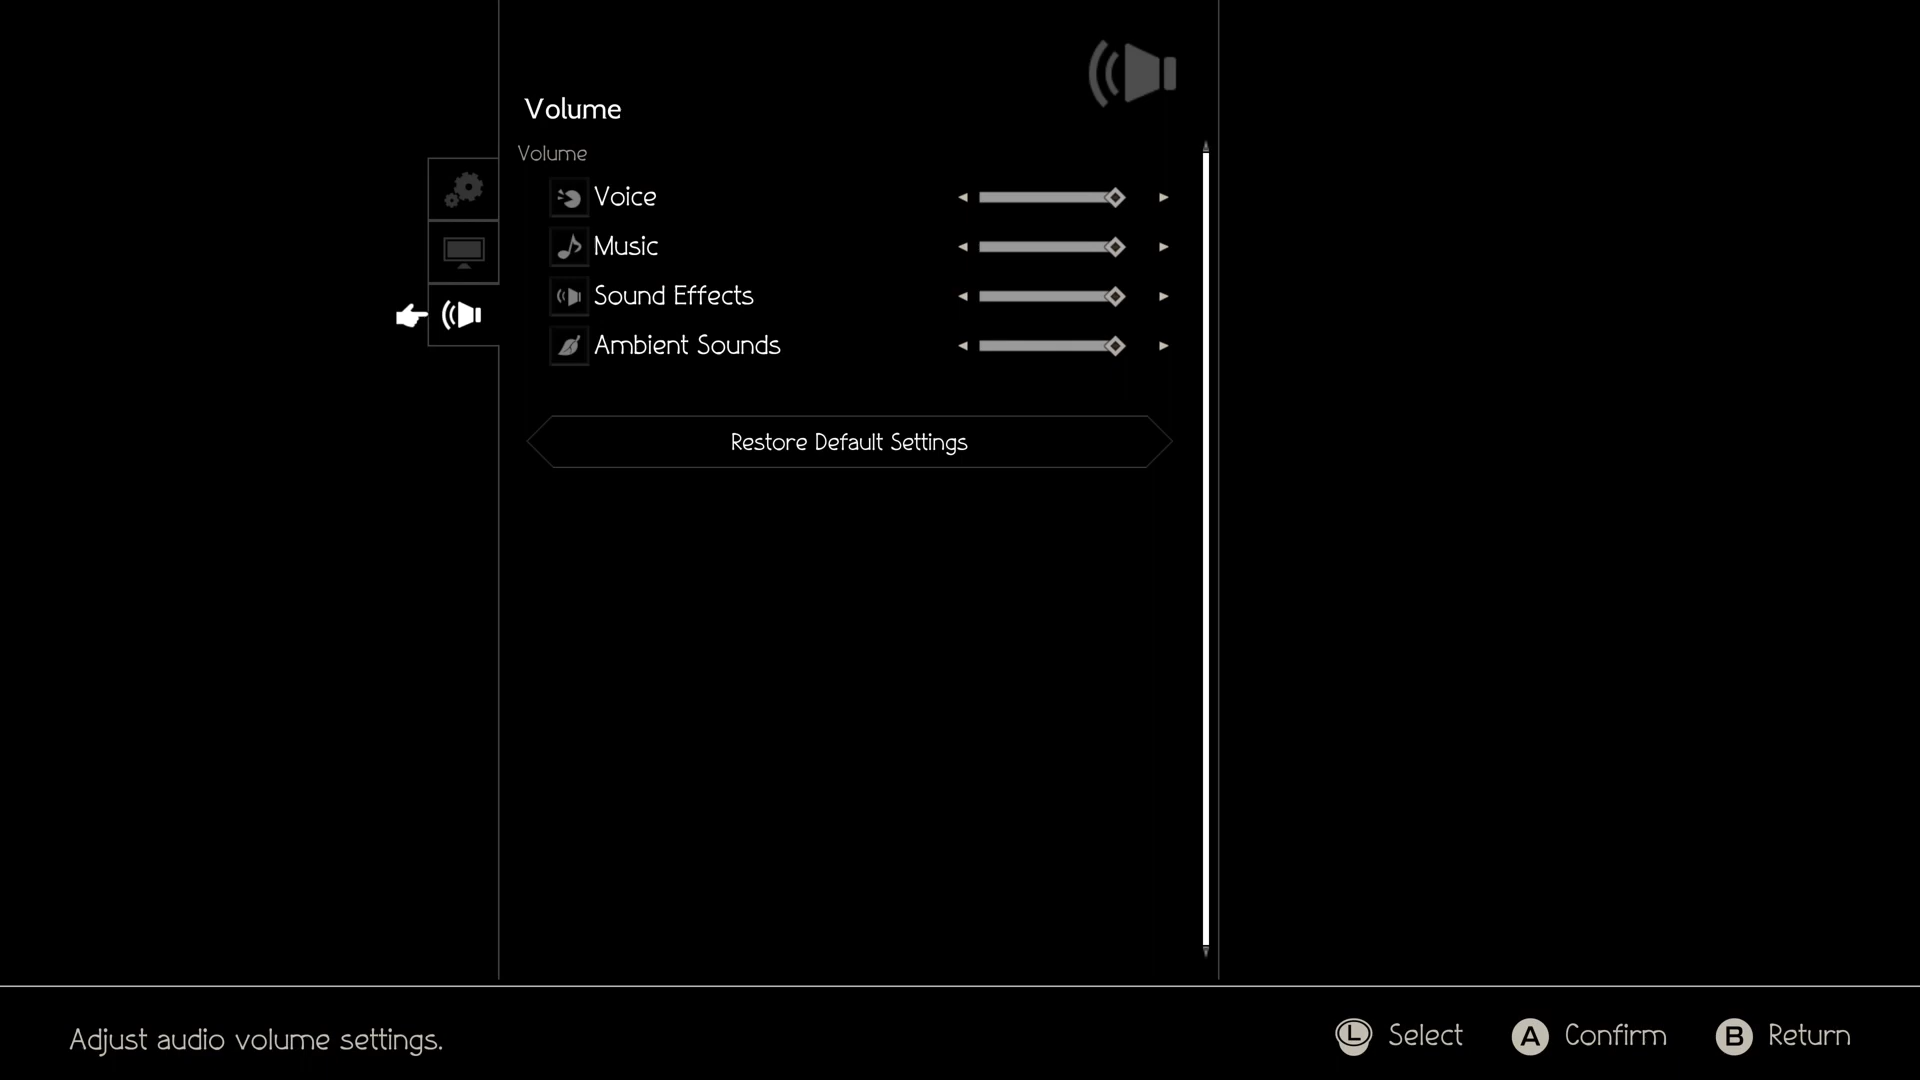 Volume
Volume
Voice
Music
Sound Effects
Ambient Sounds
Restore Default Settings
Adjust audio volume settings.
L Select A Confirm B Return